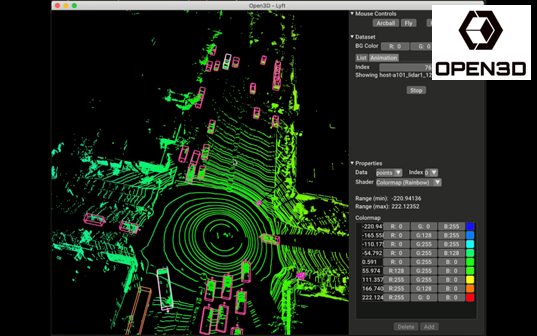 Open3D - Lyft
Mouse Controls
Arcball Fly
Dataset
BG Color R: 0 G: 0
List Animation
Index 76
Showing host-a101_lidar1_12
Stop
OPEN3D
Properties
Data points Index 0
Shader Colormap (Rainbow)
Range (min): -220.94136
Range (max): 222.12352
Colormap
-220.941 R: 0 G: 0 B:255
-165.558 R: 0 G:128 B:255
-110.175 R: 0 G:255 B:255
-54.792 R: 0 G:255 B:128
0.591 R: 0 G:255 B: 0
55.974 R:128 G:255 B: 0
111.357 R:255 G:255 B: 0
166.740 R:255 G:128 B: 0
222.124 R:255 G: 0 B: 0
Delete Add